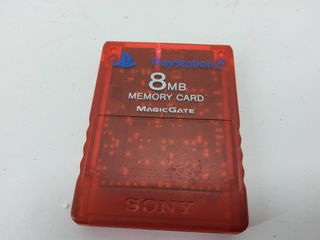 PlayStation 2
8MB
MEMORY CARD
MAGICGATE
SONY